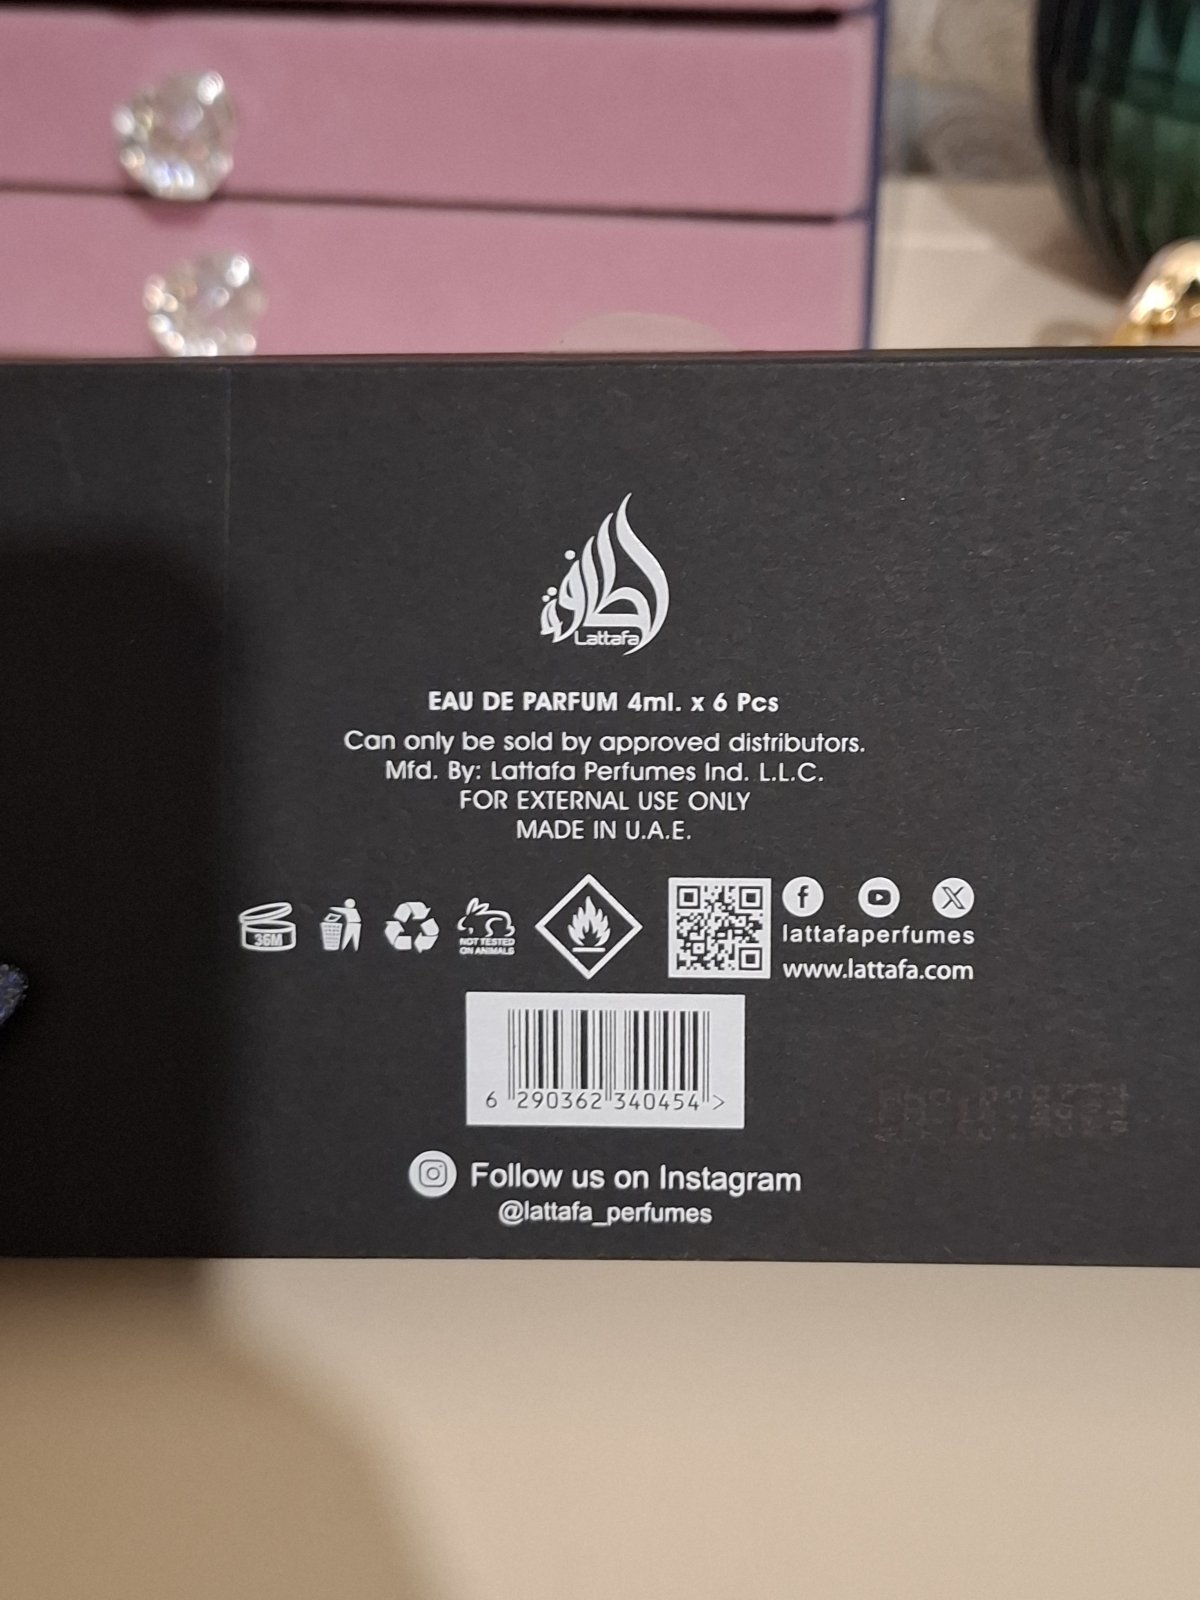 لطافة
Lattafa
EAU DE PARFUM 4ml. x 6 Pcs
Can only be sold by approved distributors.
Mfd. By: Lattafa Perfumes Ind. L.L.C.
FOR EXTERNAL USE ONLY
MADE IN U.A.E.
36M
NOT TESTED
ON ANIMALS
lattafaperfumes
www.lattafa.com
6 290362 340454 >
Follow us on Instagram
@lattafa_perfumes